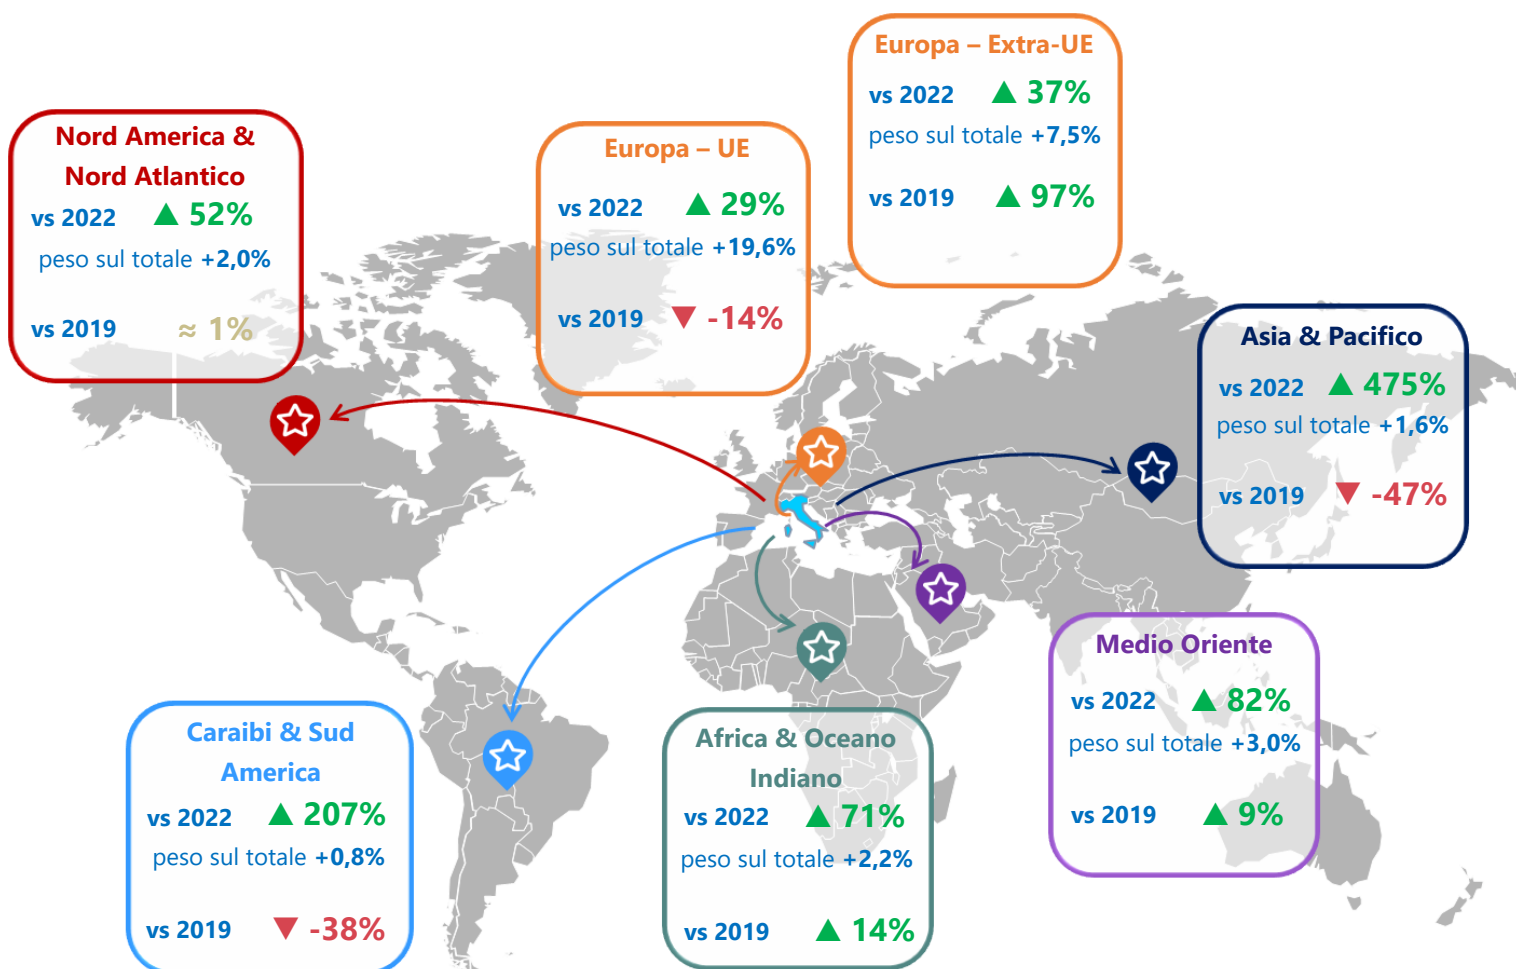 Europa – Extra-UE
vs 2022 ▲ 37%
peso sul totale +7,5%
vs 2019 ▲ 97%
Nord America &
Nord Atlantico
vs 2022 ▲ 52%
peso sul totale +2,0%
vs 2019 ≈ 1%
Europa – UE
vs 2022 ▲ 29%
peso sul totale +19,6%
vs 2019 ▼ -14%
Asia & Pacifico
vs 2022 ▲ 475%
peso sul totale +1,6%
vs 2019 ▼ -47%
Medio Oriente
vs 2022 ▲ 82%
peso sul totale +3,0%
vs 2019 ▲ 9%
Caraibi & Sud
America
vs 2022 ▲ 207%
peso sul totale +0,8%
vs 2019 ▼ -38%
Africa & Oceano
Indiano
vs 2022 ▲ 71%
peso sul totale +2,2%
vs 2019 ▲ 14%